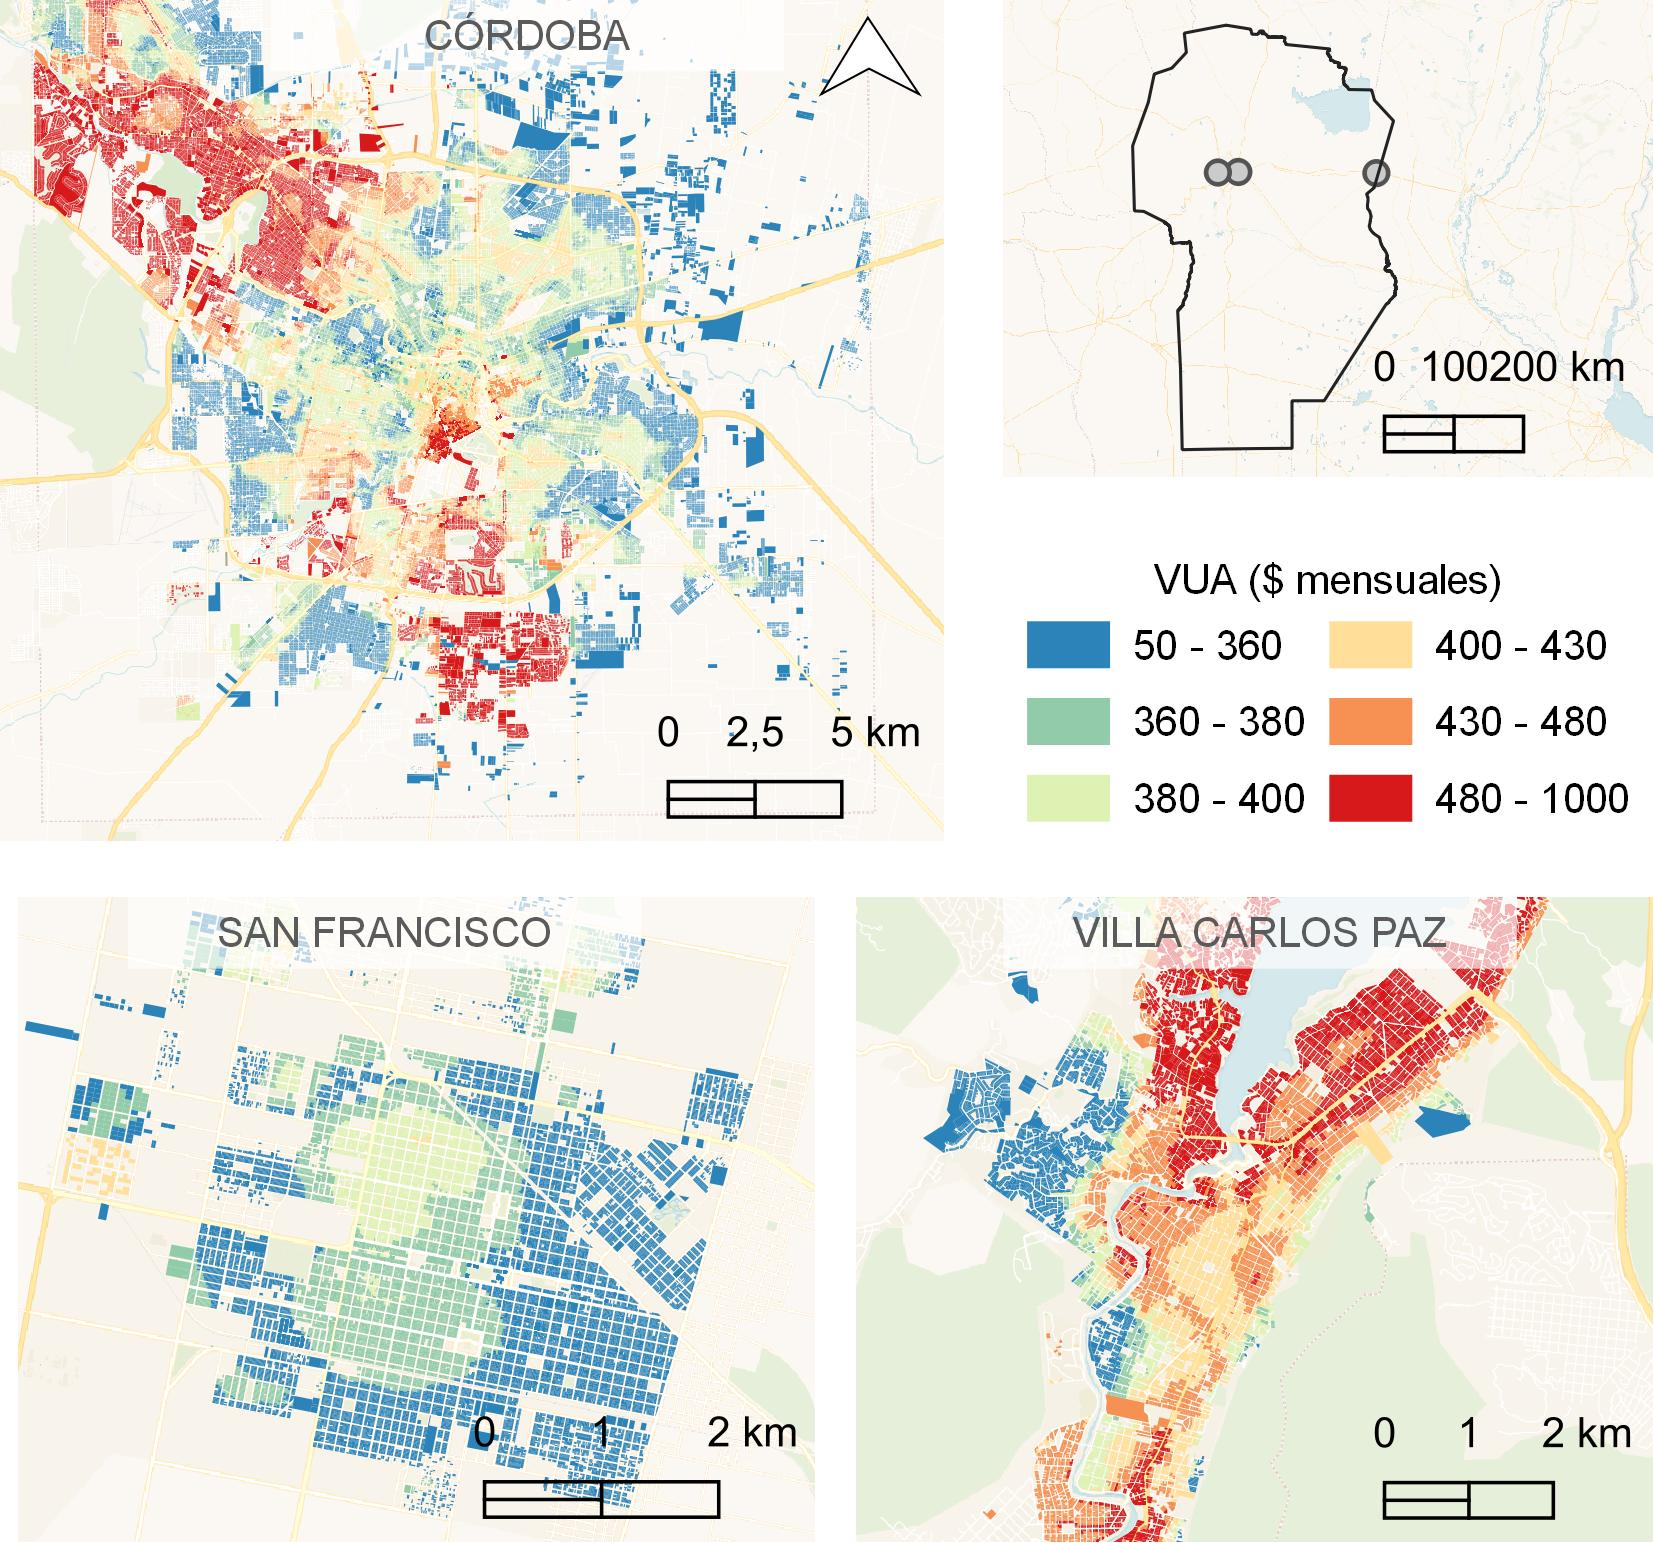 CÓRDOBA
0 2,5 5 km
0 100200 km
VUA ($ mensuales)
50 - 360
400 - 430
360 - 380
430 - 480
380 - 400
480 - 1000
SAN FRANCISCO
0 1 2 km
VILLA CARLOS PAZ
0 1 2 km